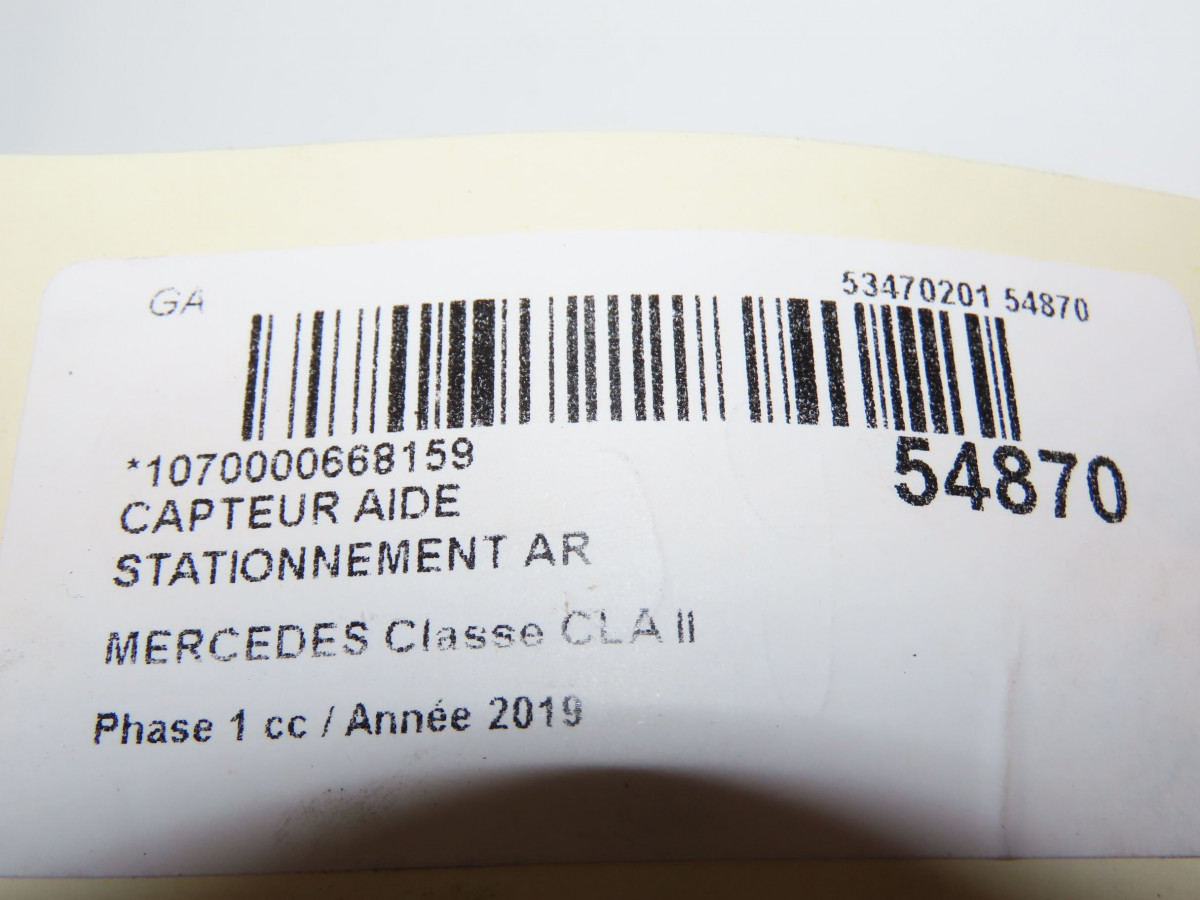 GA
53470201 54870
*1070000668159
54870
CAPTEUR AIDE
STATIONNEMENT AR
MERCEDES Classe CLA II
Phase 1 cc / Année 2019